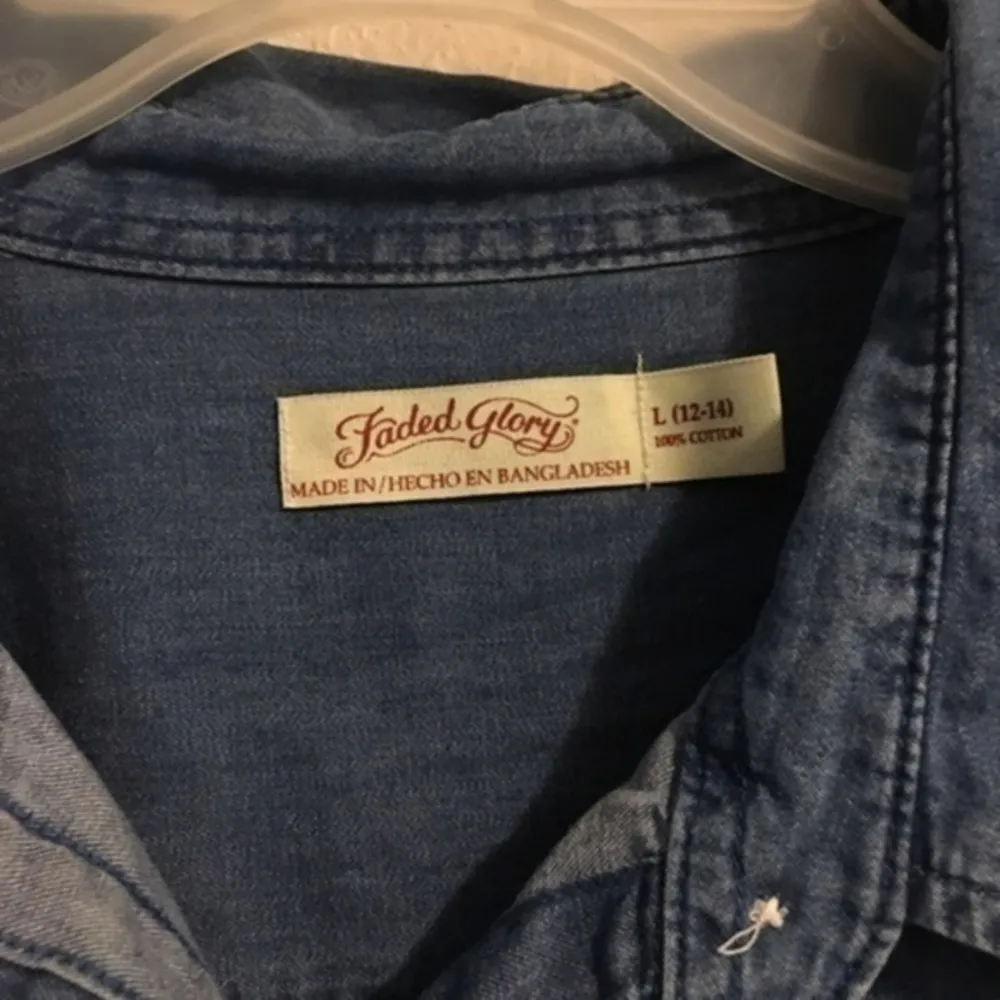 Faded Glory
MADE IN/HECHO EN BANGLADESH
L (12-14)
100% COTTON